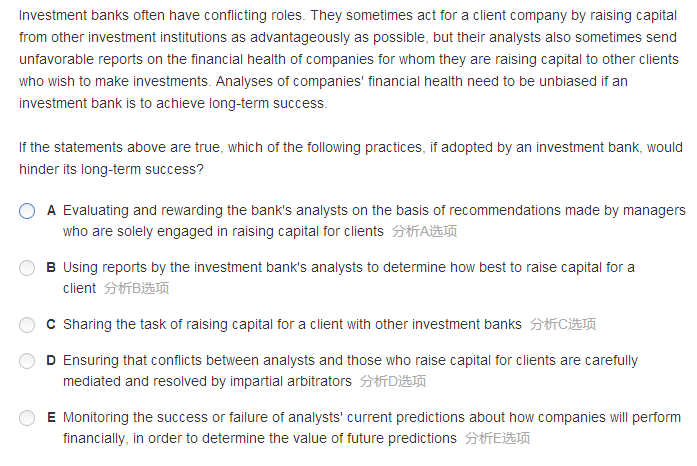 Investment banks often have conflicting roles. They sometimes act for a client company by raising capital
from other investment institutions as advantageously as possible, but their analysts also sometimes send
unfavorable reports on the financial health of companies for whom they are raising capital to other clients
who wish to make investments. Analyses of companies' financial health need to be unbiased if an
investment bank is to achieve long-term success.
If the statements above are true, which of the following practices, if adopted by an investment bank, would
hinder its long-term success?
A Evaluating and rewarding the bank's analysts on the basis of recommendations made by managers
who are solely engaged in raising capital for clients 分析A选项
B Using reports by the investment bank's analysts to determine how best to raise capital for a
client 分析B选项
C Sharing the task of raising capital for a client with other investment banks 分析C选项
D Ensuring that conflicts between analysts and those who raise capital for clients are carefully
mediated and resolved by impartial arbitrators 分析D选项
E Monitoring the success or failure of analysts' current predictions about how companies will perform
financially, in order to determine the value of future predictions 分析E选项